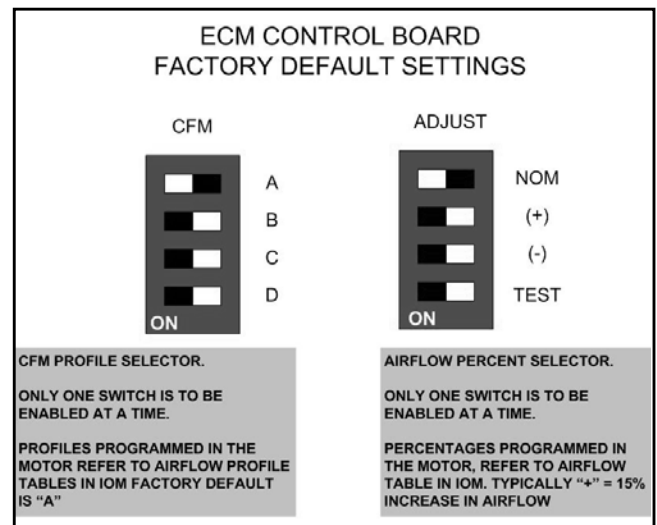 ECM CONTROL BOARD
FACTORY DEFAULT SETTINGS
CFM
A
B
C
D
ON
CFM PROFILE SELECTOR.
ONLY ONE SWITCH IS TO BE
ENABLED AT A TIME.
PROFILES PROGRAMMED IN THE
MOTOR REFER TO AIRFLOW PROFILE
TABLES IN IOM FACTORY DEFAULT
IS “A”
ADJUST
NOM
(+)
(-)
TEST
ON
AIRFLOW PERCENT SELECTOR.
ONLY ONE SWITCH IS TO BE
ENABLED AT A TIME.
PERCENTAGES PROGRAMMED IN
THE MOTOR, REFER TO AIRFLOW
TABLE IN IOM. TYPICALLY “+” = 15%
INCREASE IN AIRFLOW